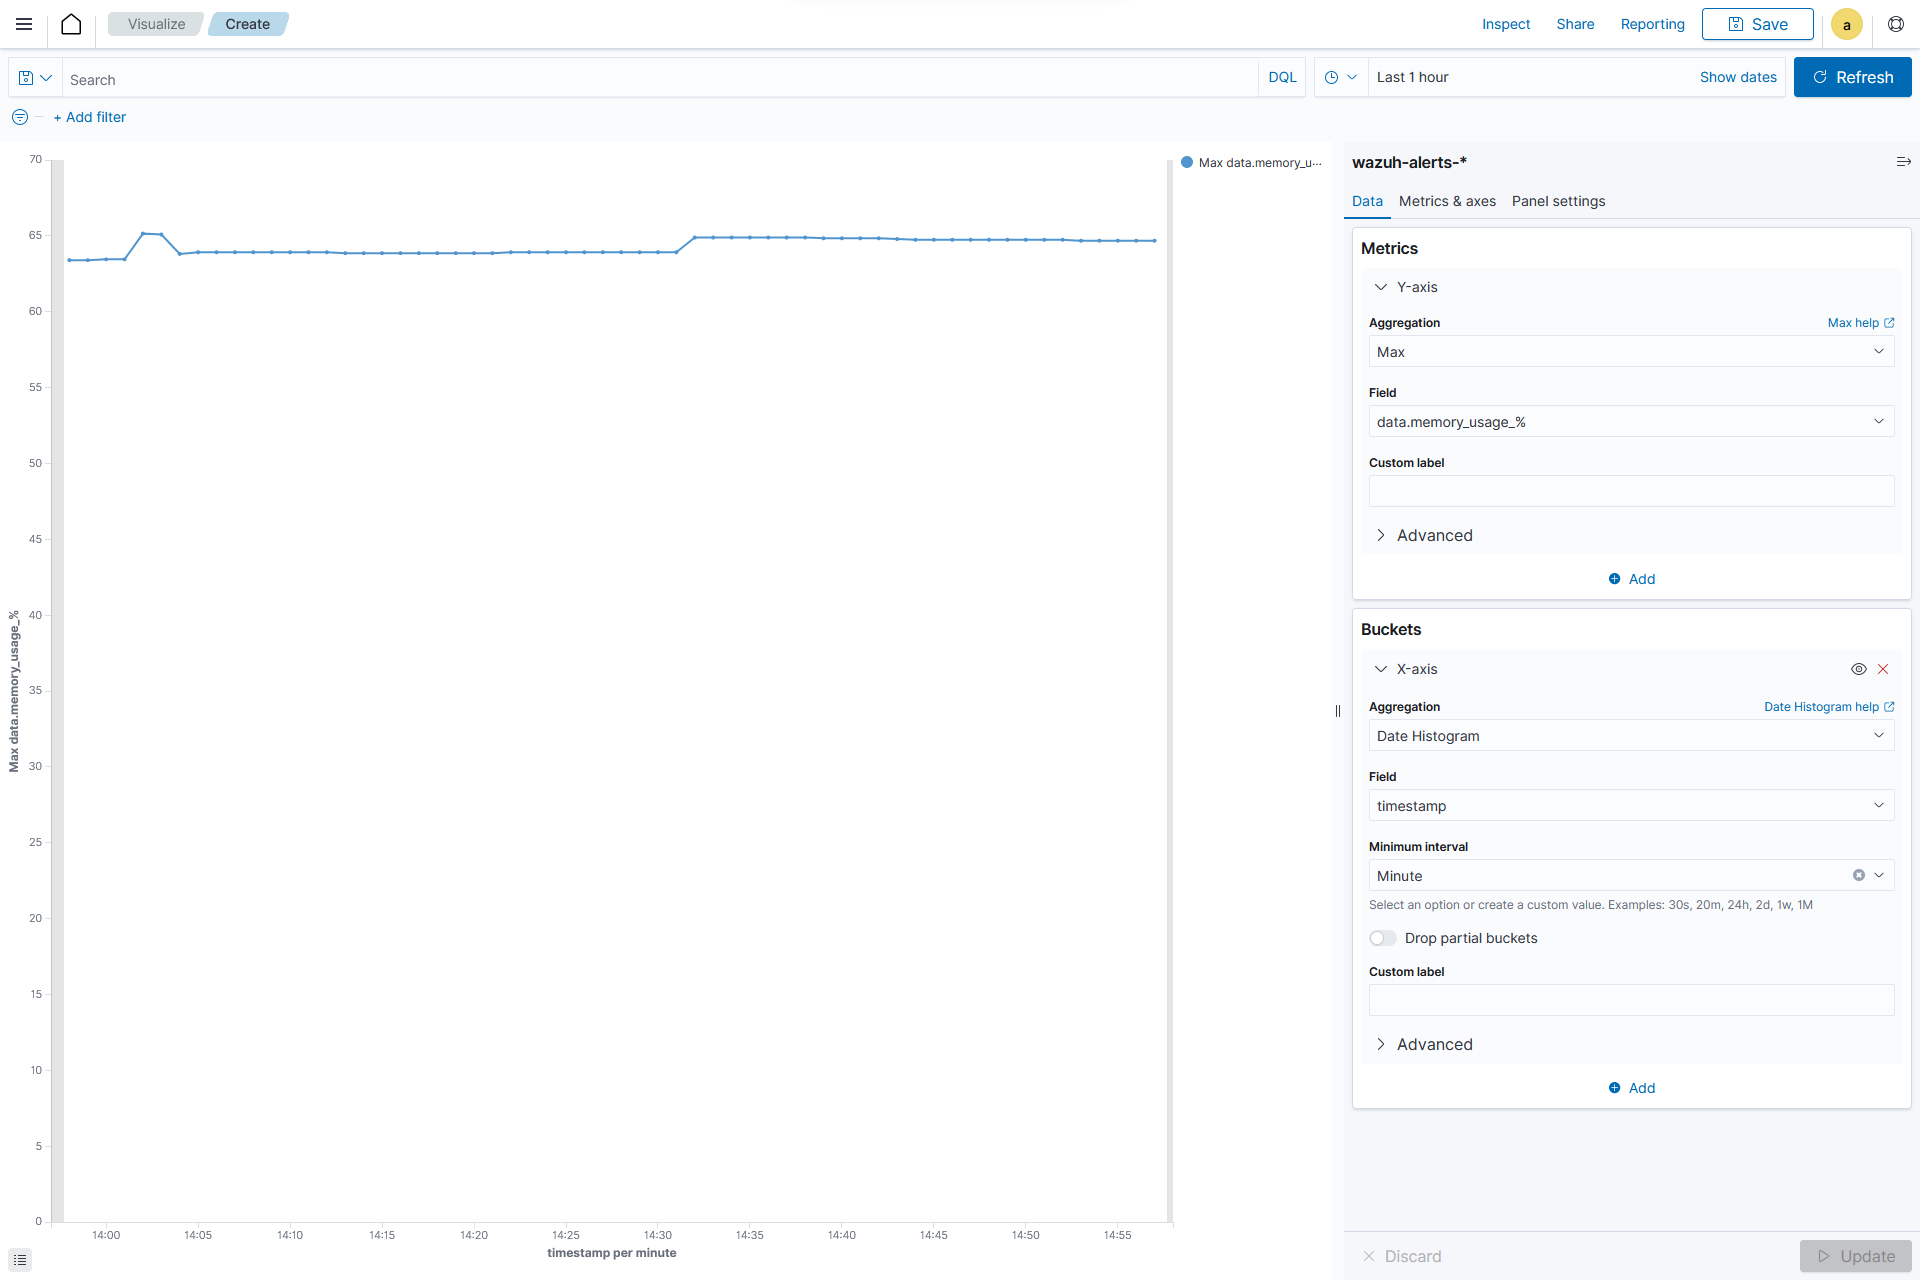 Visualize
Create
Inspect
Share
Reporting
Save
a
Search
DQL
Last 1 hour
Show dates
Refresh
+ Add filter
70
65
60
55
50
45
40
35
30
25
20
15
10
5
0
Max data.memory_usage_%
14:00
14:05
14:10
14:15
14:20
14:25
14:30
14:35
14:40
14:45
14:50
14:55
timestamp per minute
Max data.memory_u...
wazuh-alerts-*
Data
Metrics & axes
Panel settings
Metrics
Y-axis
Aggregation
Max help
Max
Field
data.memory_usage_%
Custom label
Advanced
Add
Buckets
X-axis
Aggregation
Date Histogram help
Date Histogram
Field
timestamp
Minimum interval
Minute
Select an option or create a custom value. Examples: 30s, 20m, 24h, 2d, 1w, 1M
Drop partial buckets
Custom label
Advanced
Add
Discard
Update